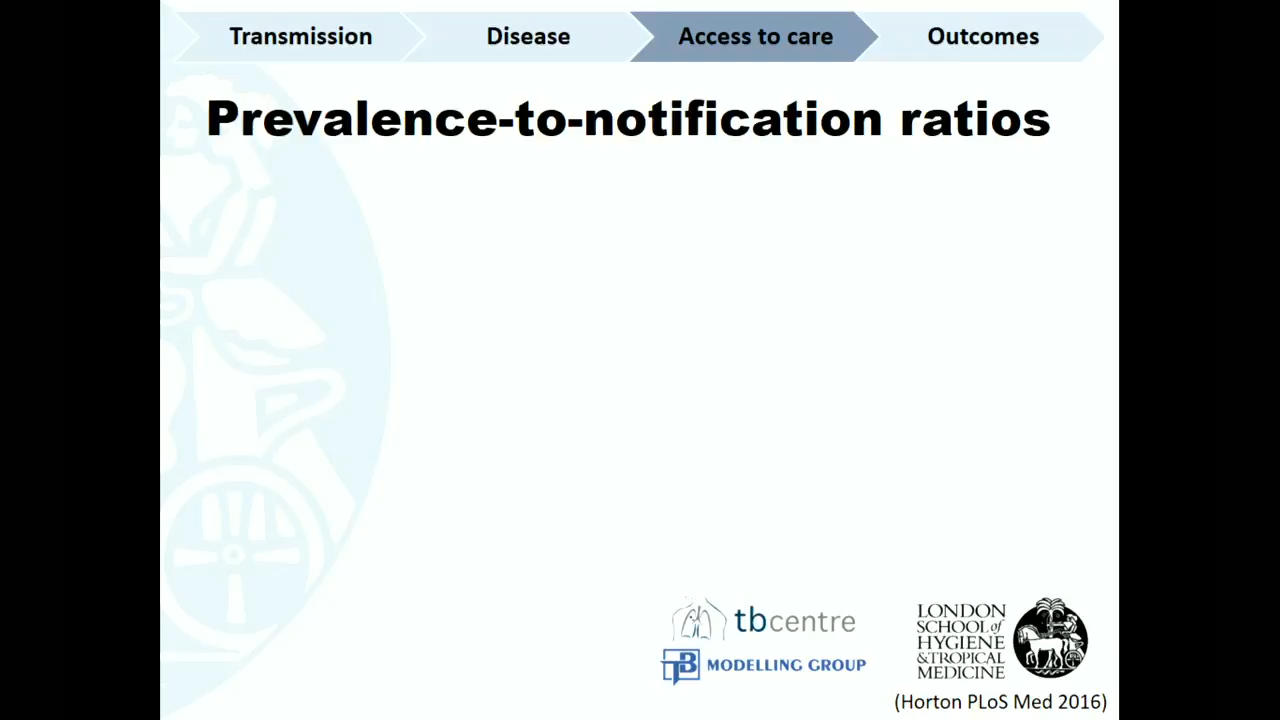 Transmission
Disease
Access to care
Outcomes
Prevalence-to-notification ratios
tbcentre
TB MODELLING GROUP
LONDON
SCHOOL of
HYGIENE
& TROPICAL
MEDICINE
(Horton PLoS Med 2016)